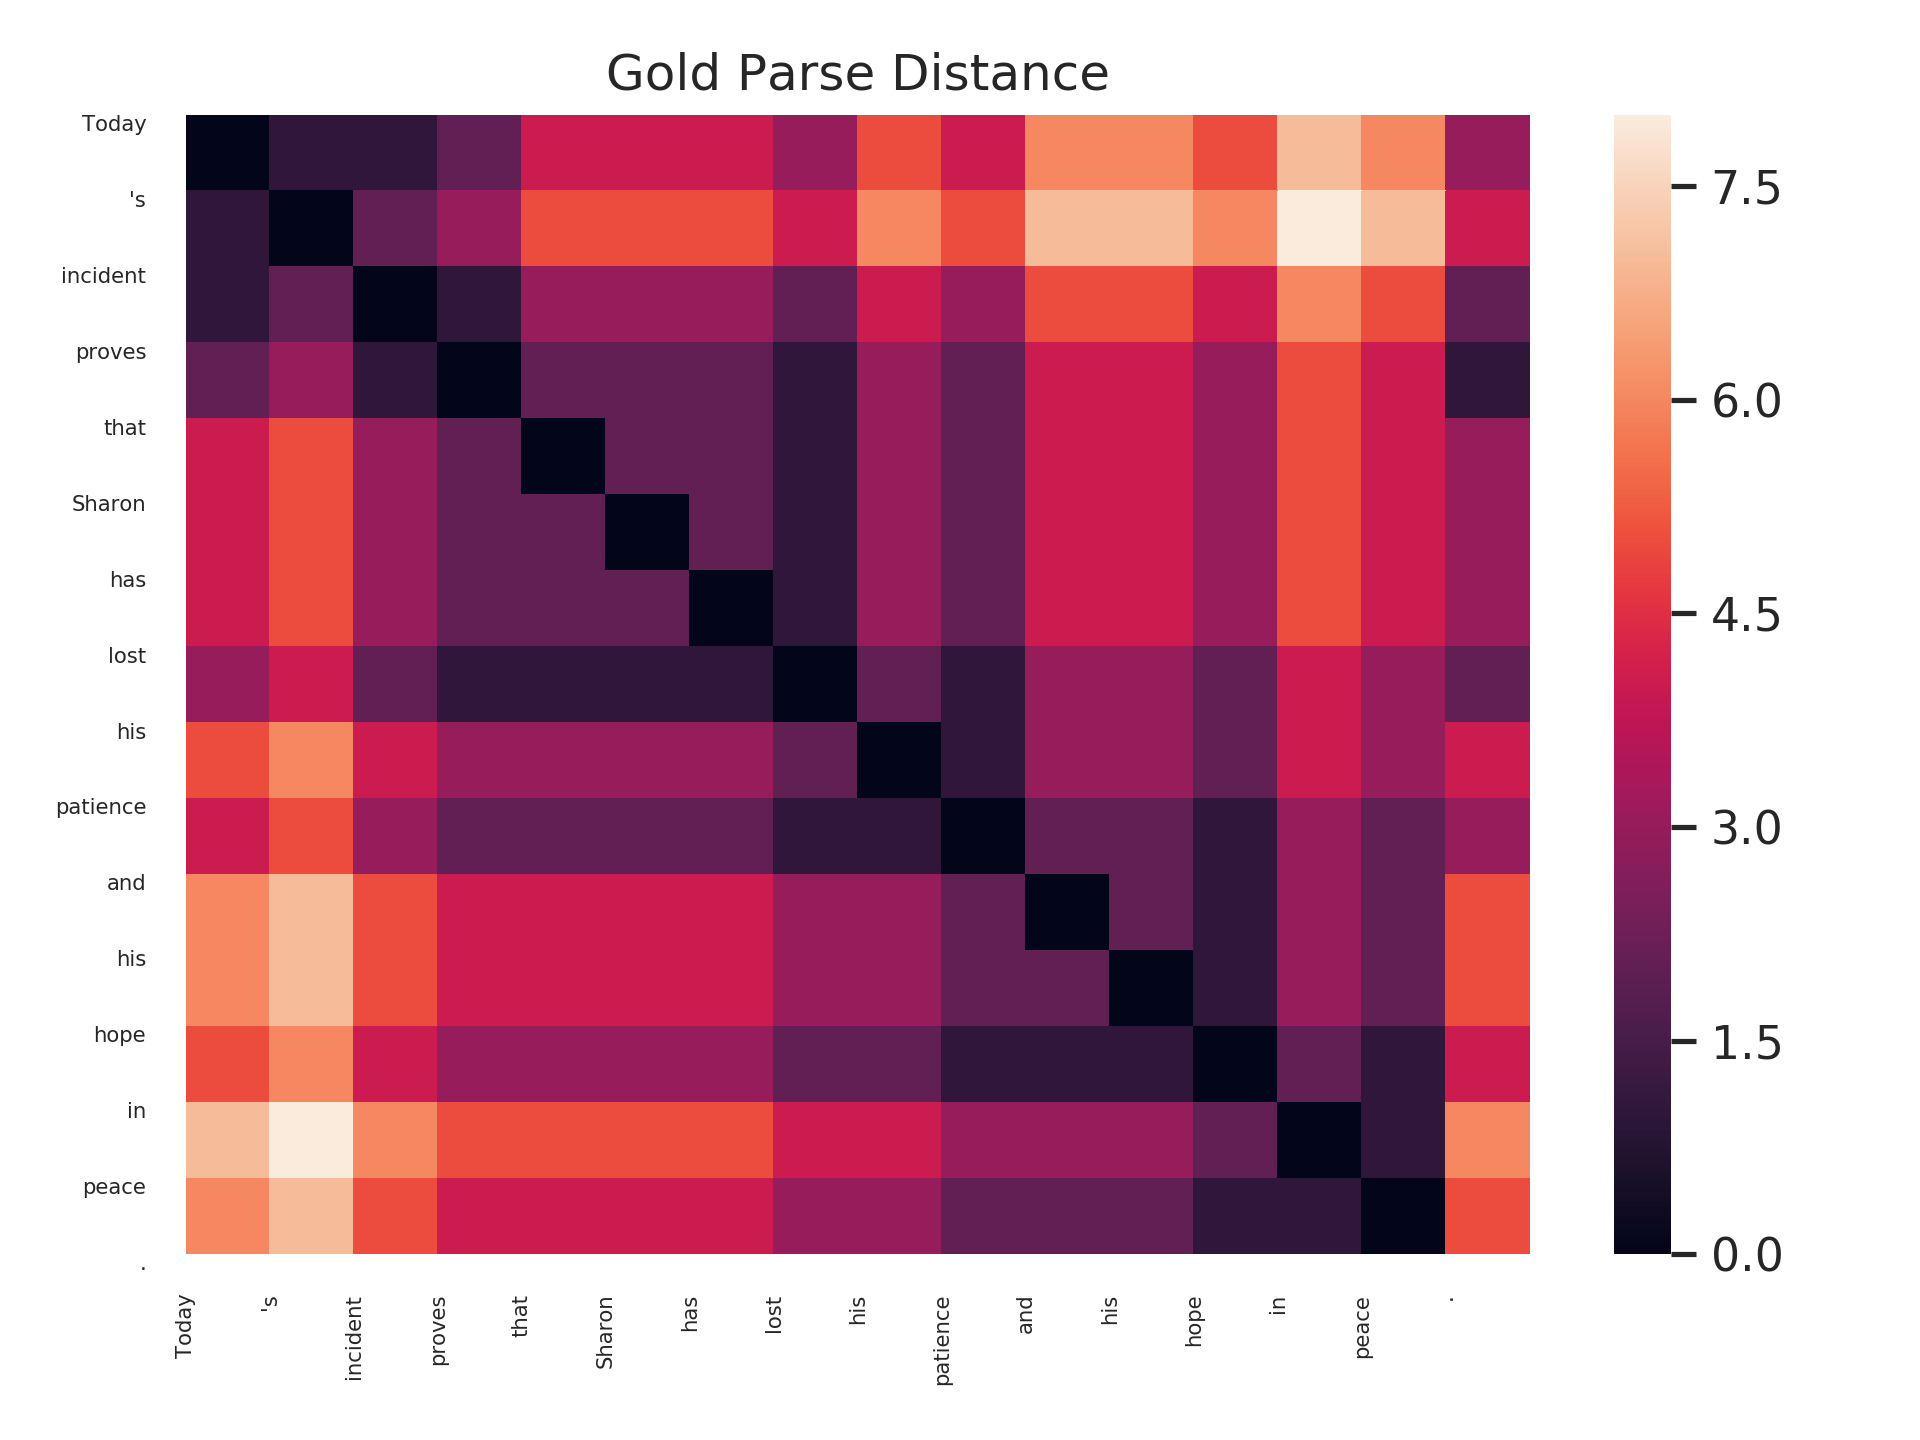 Gold Parse Distance
Today
's
incident
proves
that
Sharon
has
lost
his
patience
and
his
hope
in
peace
.
Today
's
incident
proves
that
Sharon
has
lost
his
patience
and
his
hope
in
peace
.
7.5
6.0
4.5
3.0
1.5
0.0